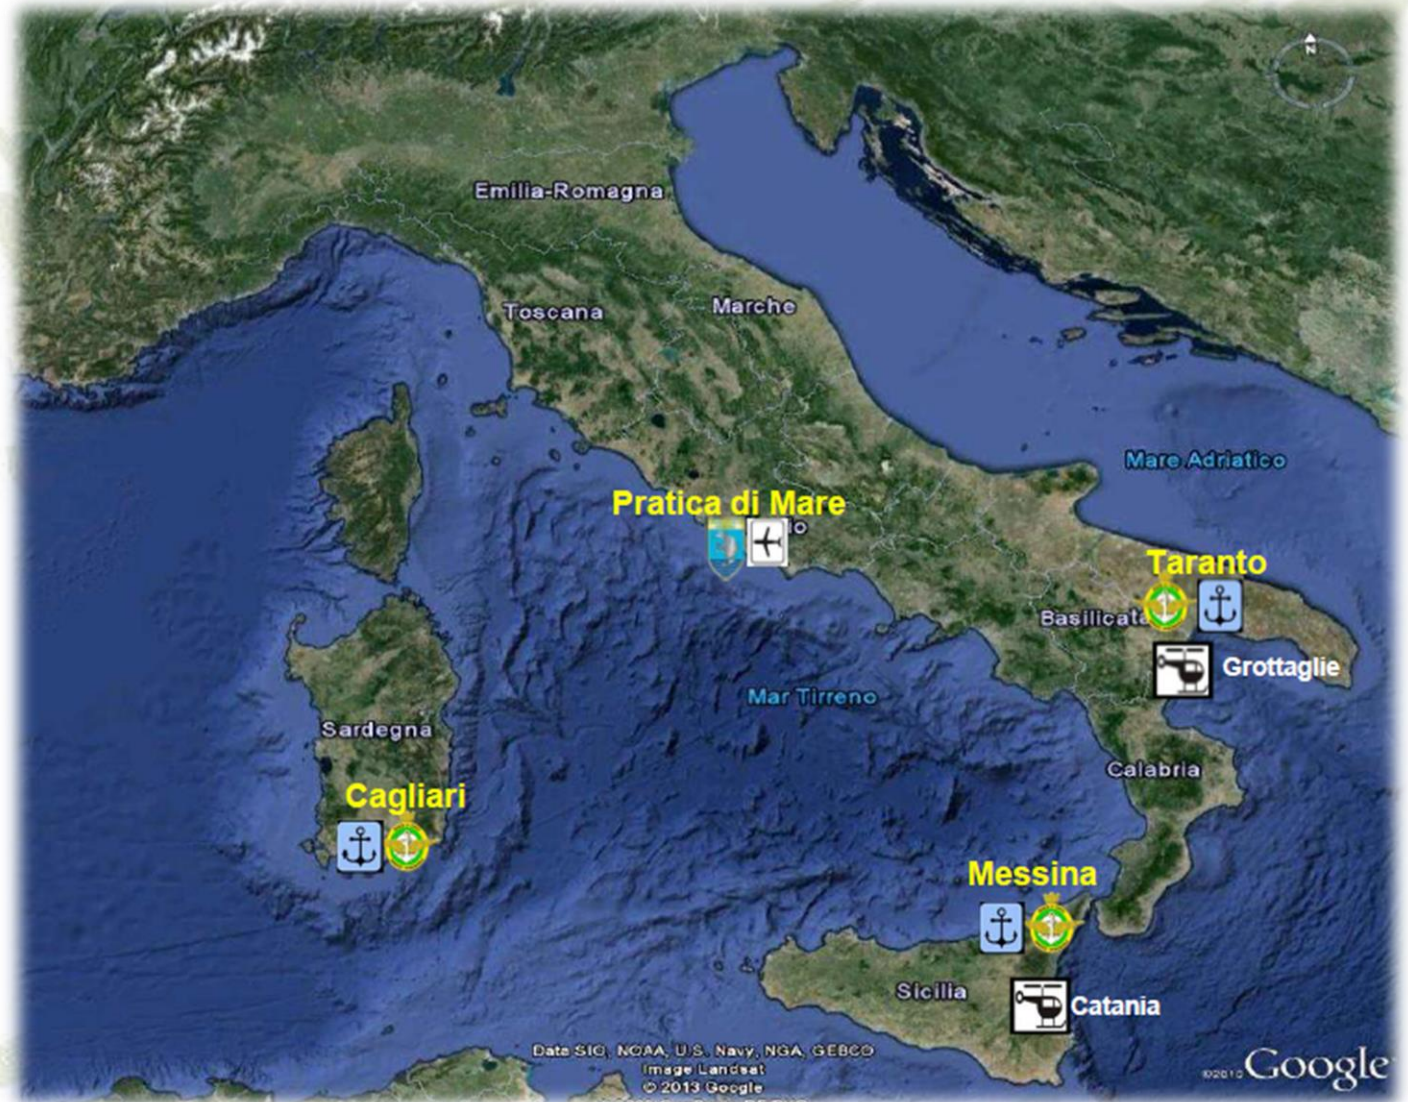 N
Emilia-Romagna
Toscana
Marche
Mare Adriatico
Pratica di Mare
io
Taranto
Basilicata
Grottaglie
Mar Tirreno
Sardegna
Calabria
Cagliari
Messina
Sicilia
Catania
Data SIO, NOAA, U.S. Navy, NGA, GEBCO
Image Landsat
© 2013 Google
Google